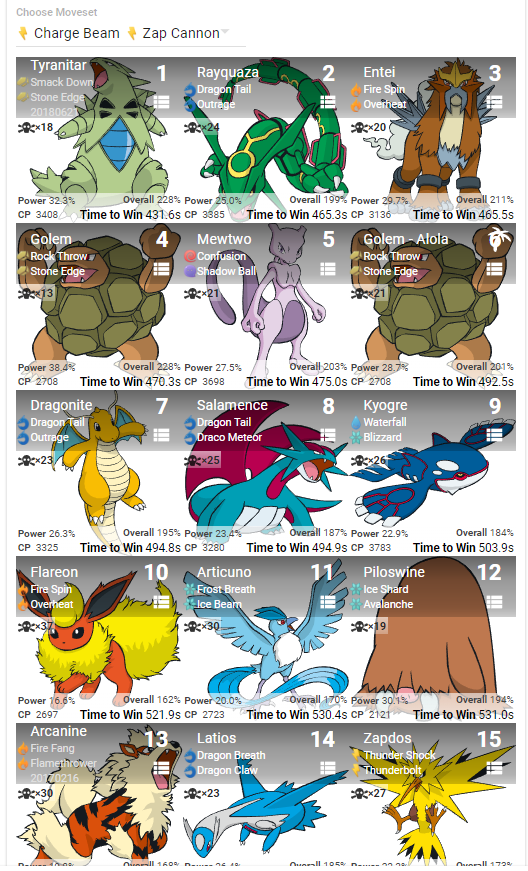 Choose Moveset
Charge Beam Zap Cannon
Tyranitar 1
Smack Down
Stone Edge
×18
Power 32.3% Overall 228%
CP 3408 Time to Win 431.6s
Rayquaza 2
Dragon Tail
Outrage
×24
Power 25.0% Overall 199%
CP 3385 Time to Win 465.3s
Entei 3
Fire Spin
Overheat
×20
Power 29.7% Overall 211%
CP 3136 Time to Win 465.5s
Golem 4
Rock Throw
Stone Edge
×13
Power 38.4% Overall 228%
CP 2708 Time to Win 470.3s
Mewtwo 5
Confusion
Shadow Ball
×21
Power 27.5% Overall 203%
CP 3698 Time to Win 475.0s
Golem - Alola 6
Rock Throw
Stone Edge
×21
Power 28.7% Overall 201%
CP 2708 Time to Win 492.5s
Dragonite 7
Dragon Tail
Outrage
×23
Power 26.3% Overall 195%
CP 3325 Time to Win 494.8s
Salamence 8
Dragon Tail
Draco Meteor
×25
Power 23.4% Overall 187%
CP 3280 Time to Win 494.9s
Kyogre 9
Waterfall
Blizzard
×26
Power 22.9% Overall 184%
CP 3783 Time to Win 503.9s
Flareon 10
Fire Spin
Overheat
×37
Power 16.6% Overall 162%
CP 2697 Time to Win 521.9s
Articuno 11
Frost Breath
Ice Beam
×30
Power 20.0% Overall 170%
CP 2723 Time to Win 530.4s
Piloswine 12
Ice Shard
Avalanche
×19
Power 30.1% Overall 194%
CP 2121 Time to Win 531.0s
Arcanine 13
Fire Fang
Flamethrower
×30
Latios 14
Dragon Breath
Dragon Claw
×23
Zapdos 15
Thunder Shock
Thunderbolt
×27